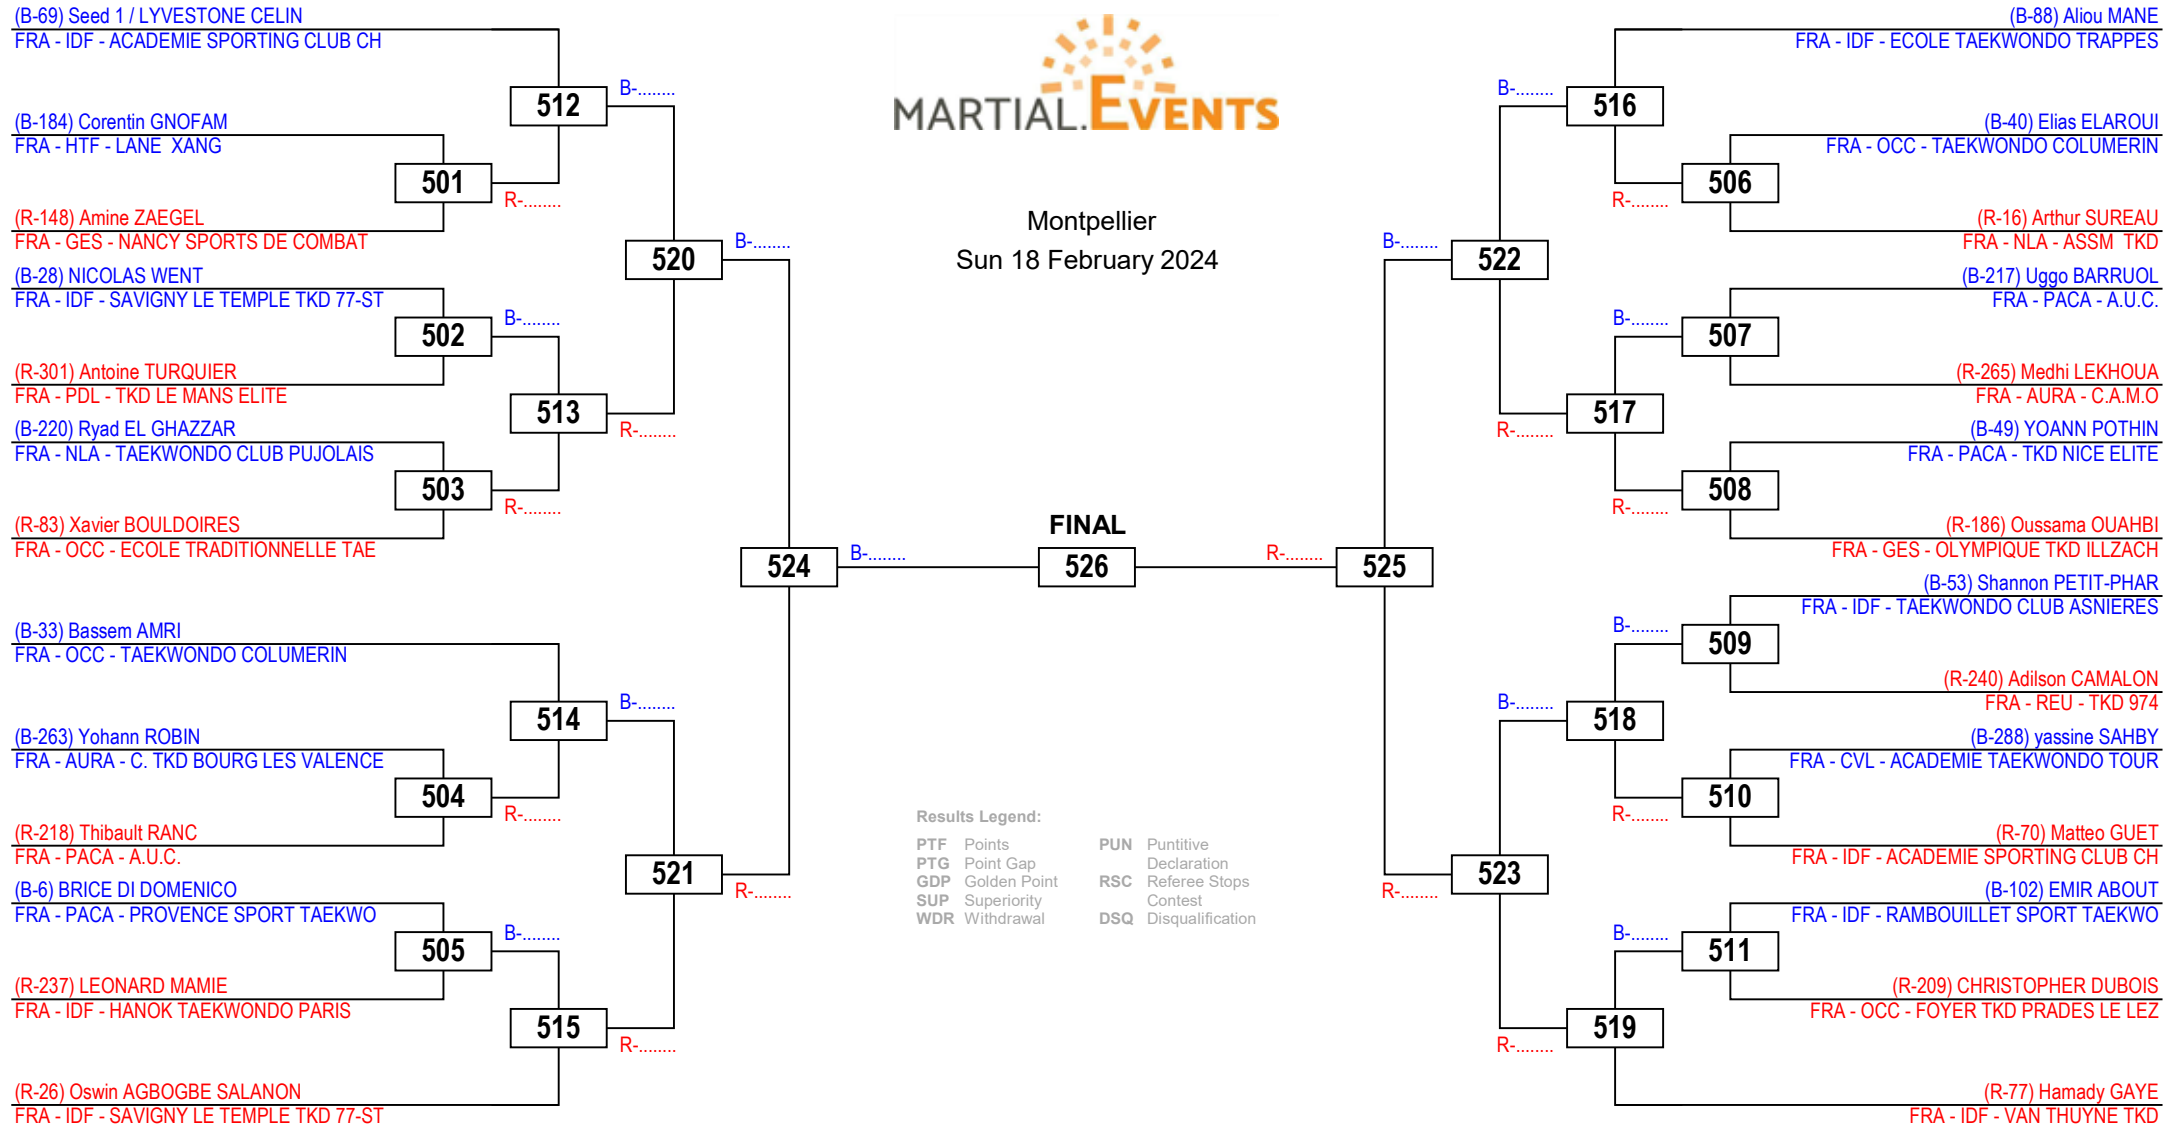 (B-69) Seed 1 / LYVESTONE CELIN
FRA - IDF - ACADEMIE SPORTING CLUB CH
512
B-........
(B-184) Corentin GNOFAM
FRA - HTF - LANE  XANG
501
R-........
(R-148) Amine ZAEGEL
FRA - GES - NANCY SPORTS DE COMBAT
520
B-........
(B-28) NICOLAS WENT
FRA - IDF - SAVIGNY LE TEMPLE TKD 77-ST
502
B-........
(R-301) Antoine TURQUIER
FRA - PDL - TKD LE MANS ELITE
513
R-........
(B-220) Ryad EL GHAZZAR
FRA - NLA - TAEKWONDO CLUB PUJOLAIS
503
R-........
(R-83) Xavier BOULDOIRES
FRA - OCC - ECOLE TRADITIONNELLE TAE
524
B-........
(B-33) Bassem AMRI
FRA - OCC - TAEKWONDO COLUMERIN
514
B-........
(B-263) Yohann ROBIN
FRA - AURA - C. TKD BOURG LES VALENCE
504
R-........
(R-218) Thibault RANC
FRA - PACA - A.U.C.
521
R-........
(B-6) BRICE DI DOMENICO
FRA - PACA - PROVENCE SPORT TAEKWO
505
B-........
(R-237) LEONARD MAMIE
FRA - IDF - HANOK TAEKWONDO PARIS
515
R-........
(R-26) Oswin AGBOGBE SALANON
FRA - IDF - SAVIGNY LE TEMPLE TKD 77-ST
MARTIAL.EVENTS
Montpellier
Sun 18 February 2024
FINAL
526
Results Legend:
PTF Points
PTG Point Gap
GDP Golden Point
SUP Superiority
WDR Withdrawal
PUN Puntitive
Declaration
RSC Referee Stops
Contest
DSQ Disqualification
(B-88) Aliou MANE
FRA - IDF - ECOLE TAEKWONDO TRAPPES
B-........
516
(B-40) Elias ELAROUI
FRA - OCC - TAEKWONDO COLUMERIN
R-........
506
(R-16) Arthur SUREAU
FRA - NLA - ASSM  TKD
B-........
522
(B-217) Uggo BARRUOL
FRA - PACA - A.U.C.
B-........
507
(R-265) Medhi LEKHOUA
FRA - AURA - C.A.M.O
R-........
517
(B-49) YOANN POTHIN
FRA - PACA - TKD NICE ELITE
R-........
508
(R-186) Oussama OUAHBI
FRA - GES - OLYMPIQUE TKD ILLZACH
R-........
525
(B-53) Shannon PETIT-PHAR
FRA - IDF - TAEKWONDO CLUB ASNIERES
B-........
509
(R-240) Adilson CAMALON
FRA - REU - TKD 974
B-........
518
(B-288) yassine SAHBY
FRA - CVL - ACADEMIE TAEKWONDO TOUR
R-........
510
(R-70) Matteo GUET
FRA - IDF - ACADEMIE SPORTING CLUB CH
R-........
523
(B-102) EMIR ABOUT
FRA - IDF - RAMBOUILLET SPORT TAEKWO
B-........
511
(R-209) CHRISTOPHER DUBOIS
FRA - OCC - FOYER TKD PRADES LE LEZ
R-........
519
(R-77) Hamady GAYE
FRA - IDF - VAN THUYNE TKD